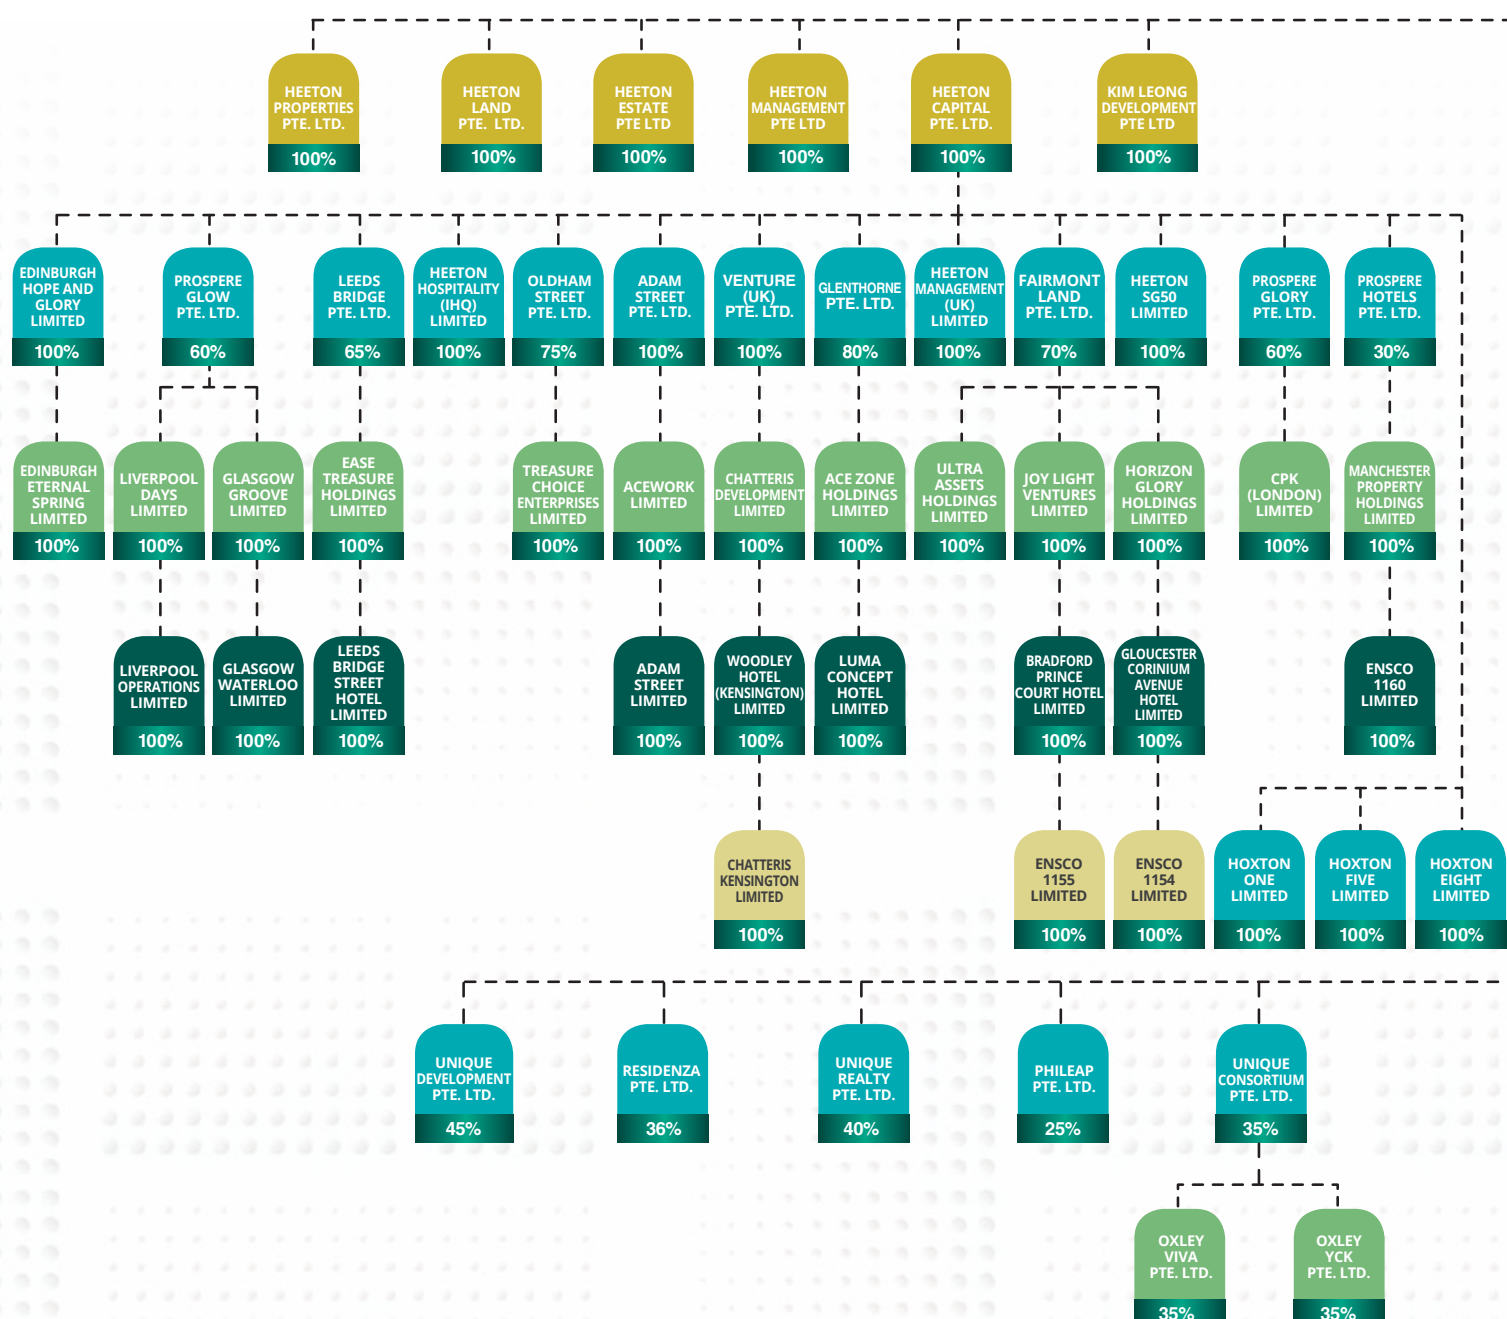 HEETON
PROPERTIES
PTE. LTD.
100%
HEETON
LAND
PTE. LTD.
100%
HEETON
ESTATE
PTE LTD
100%
HEETON
MANAGEMENT
PTE LTD
100%
HEETON
CAPITAL
PTE. LTD.
100%
KIM LEONG
DEVELOPMENT
PTE LTD
100%
EDINBURGH
HOPE AND
GLORY
LIMITED
100%
PROSPERE
GLOW
PTE. LTD.
60%
LEEDS
BRIDGE
PTE. LTD.
65%
HEETON
HOSPITALITY
(IHQ)
LIMITED
100%
OLDHAM
STREET
PTE. LTD.
75%
ADAM
STREET
PTE. LTD.
100%
VENTURE
(UK)
PTE. LTD.
100%
GLENTHORNE
PTE. LTD.
80%
HEETON
MANAGEMENT
(UK)
LIMITED
100%
FAIRMONT
LAND
PTE. LTD.
70%
HEETON
SG50
LIMITED
100%
PROSPERE
GLORY
PTE. LTD.
60%
PROSPERE
HOTELS
PTE. LTD.
30%
EDINBURGH
ETERNAL
SPRING
LIMITED
100%
LIVERPOOL
DAYS
LIMITED
100%
GLASGOW
GROOVE
LIMITED
100%
EASE
TREASURE
HOLDINGS
LIMITED
100%
TREASURE
CHOICE
ENTERPRISES
LIMITED
100%
ACEWORK
LIMITED
100%
CHATTERIS
DEVELOPMENT
LIMITED
100%
ACE ZONE
HOLDINGS
LIMITED
100%
ULTRA
ASSETS
HOLDINGS
LIMITED
100%
JOY LIGHT
VENTURES
LIMITED
100%
HORIZON
GLORY
HOLDINGS
LIMITED
100%
CPK
(LONDON)
LIMITED
100%
MANCHESTER
PROPERTY
HOLDINGS
LIMITED
100%
LIVERPOOL
OPERATIONS
LIMITED
100%
GLASGOW
WATERLOO
LIMITED
100%
LEEDS
BRIDGE
STREET
HOTEL
LIMITED
100%
ADAM
STREET
LIMITED
100%
WOODLEY
HOTEL
(KENSINGTON)
LIMITED
100%
LUMA
CONCEPT
HOTEL
LIMITED
100%
BRADFORD
PRINCE
COURT HOTEL
LIMITED
100%
GLOUCESTER
CORINIUM
AVENUE
HOTEL
LIMITED
100%
ENSCO
1160
LIMITED
100%
CHATTERIS
KENSINGTON
LIMITED
100%
ENSCO
1155
LIMITED
100%
ENSCO
1154
LIMITED
100%
HOXTON
ONE
LIMITED
100%
HOXTON
FIVE
LIMITED
100%
HOXTON
EIGHT
LIMITED
100%
UNIQUE
DEVELOPMENT
PTE. LTD.
45%
RESIDENZA
PTE. LTD.
36%
UNIQUE
REALTY
PTE. LTD.
40%
PHILEAP
PTE. LTD.
25%
UNIQUE
CONSORTIUM
PTE. LTD.
35%
OXLEY
VIVA
PTE. LTD.
35%
OXLEY
YCK
PTE. LTD.
35%